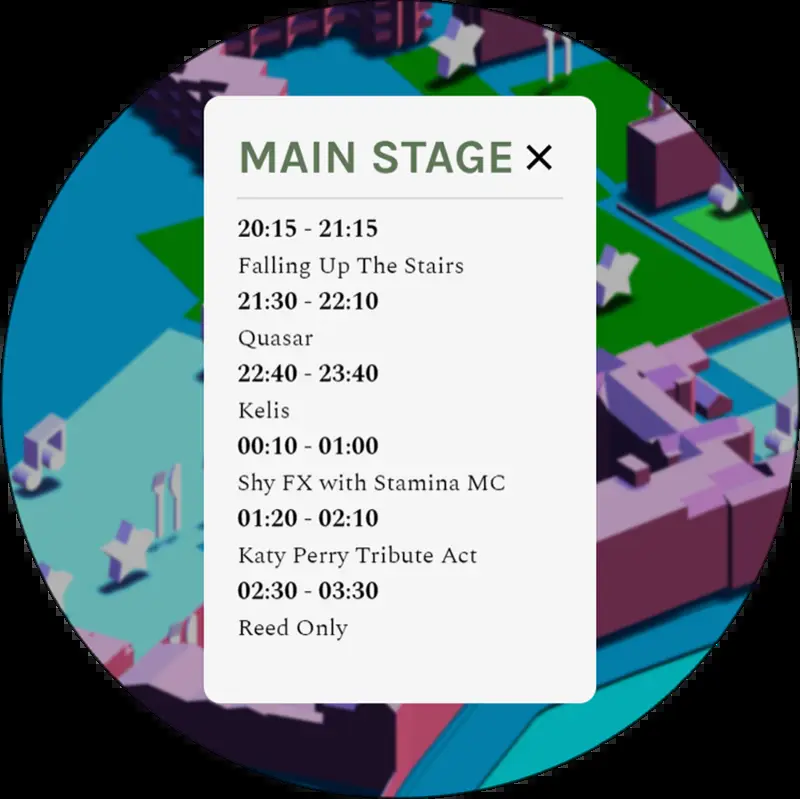 MAIN STAGE
20:15 - 21:15
Falling Up The Stairs
21:30 - 22:10
Quasar
22:40 - 23:40
Kelis
00:10 - 01:00
Shy FX with Stamina MC
01:20 - 02:10
Katy Perry Tribute Act
02:30 - 03:30
Reed Only